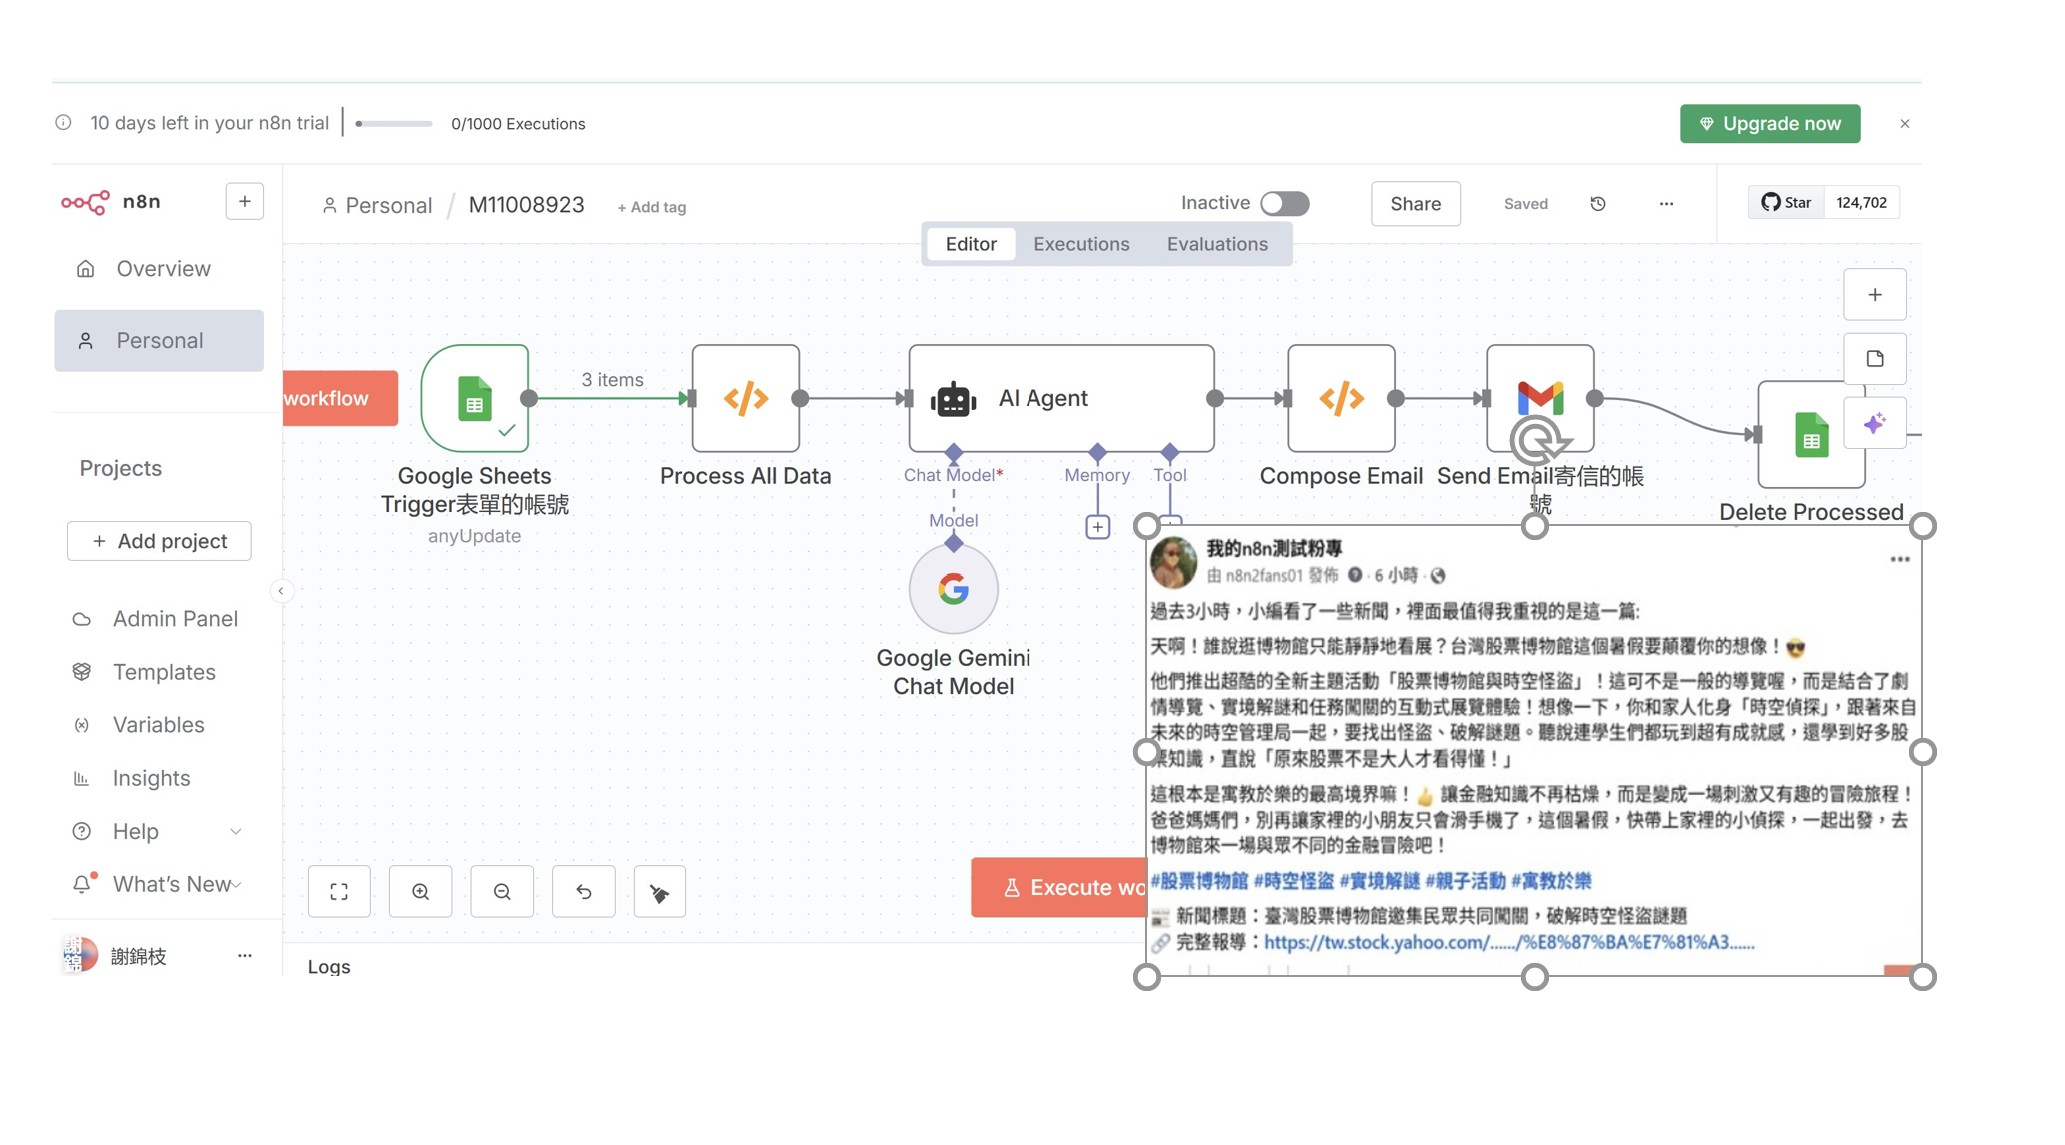 10 days left in your n8n trial
0/1000 Executions
Upgrade now
n8n
Personal / M11008923 + Add tag
Inactive
Share
Saved
Star 124,702
Editor Executions Evaluations
Overview
Personal
Projects
+ Add project
Admin Panel
Templates
Variables
Insights
Help
What's New
謝錦枝
workflow
3 items
Google Sheets
Trigger表單的帳號
anyUpdate
Process All Data
AI Agent
Chat Model*
Memory
Tool
Model
Google Gemini
Chat Model
Compose Email
Send Email寄信的帳
號
Delete Processed
Execute wo
Logs
我的n8n測試粉專
由 n8n2fans01 發佈 · 6 小時 ·
過去3小時，小編看了一些新聞，裡面最值得我重視的是這一篇:
天啊！誰說逛博物館只能靜靜地看展？台灣股票博物館這個暑假要顛覆你的想像！😎
他們推出超酷的全新主題活動「股票博物館與時空怪盜」！這可不是一般的導覽喔，而是結合了劇
情導覽、實境解謎和任務闖關的互動式展覽體驗！想像一下，你和家人化身「時空偵探」，跟著來自
未來的時空管理局一起，要找出怪盜、破解謎題。聽說連學生們都玩到超有成就感，還學到好多股
票知識，直說「原來股票不是大人才看得懂！」
這根本是寓教於樂的最高境界嘛！👍 讓金融知識不再枯燥，而是變成一場刺激又有趣的冒險旅程！
爸爸媽媽們，別再讓家裡的小朋友只會滑手機了，這個暑假，快帶上家裡的小偵探，一起出發，去
博物館來一場與眾不同的金融冒險吧！
#股票博物館 #時空怪盜 #實境解謎 #親子活動 #寓教於樂
📰 新聞標題：臺灣股票博物館邀集民眾共同闖關，破解時空怪盜謎題
🔗 完整報導：https://tw.stock.yahoo.com/....../%E8%87%BA%E7%81%A3......